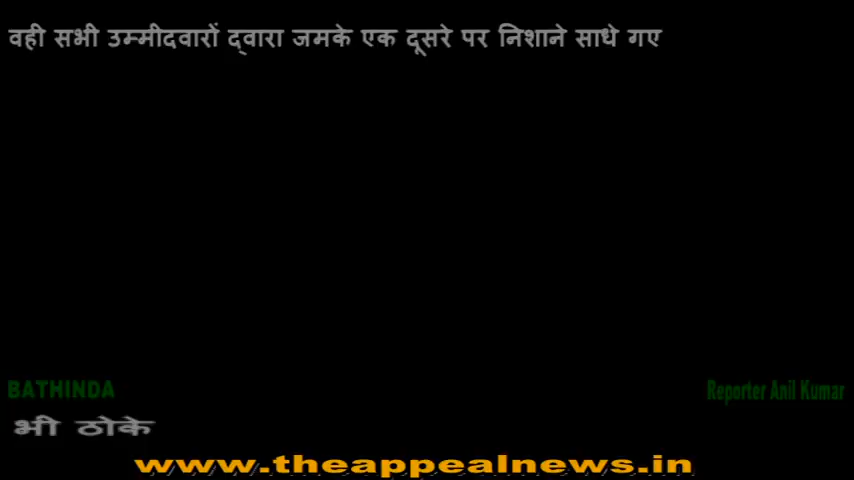 वही सभी उम्मीदवारों द्वारा जमके एक दूसरे पर निशाने साधे गए
BATHINDA
Reporter Anil Kumar
भी ठोके
www.theappealnews.in